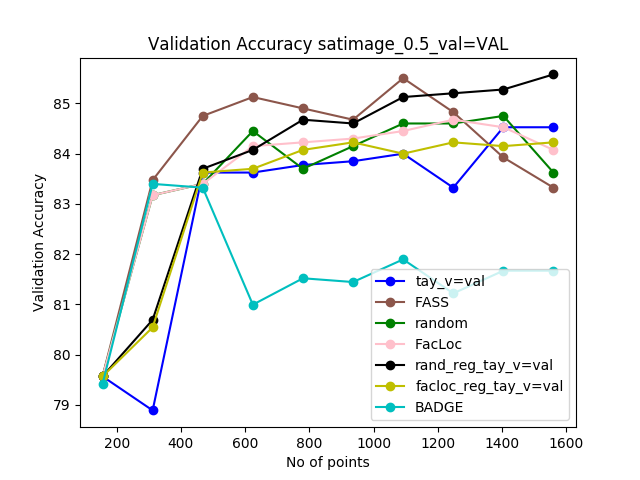 Validation Accuracy satimage_0.5_val=VAL
Validation Accuracy
85
84
83
82
81
80
79
200 400 600 800 1000 1200 1400 1600
No of points
tay_v=val
FASS
random
FacLoc
rand_reg_tay_v=val
facloc_reg_tay_v=val
BADGE